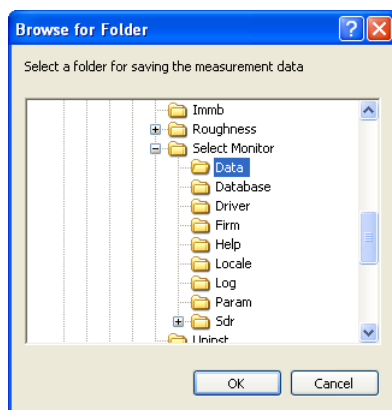 Browse for Folder
Select a folder for saving the measurement data
Immb
Roughness
Select Monitor
Data
Database
Driver
Firm
Help
Locale
Log
Param
Sdr
Uninst
OK
Cancel